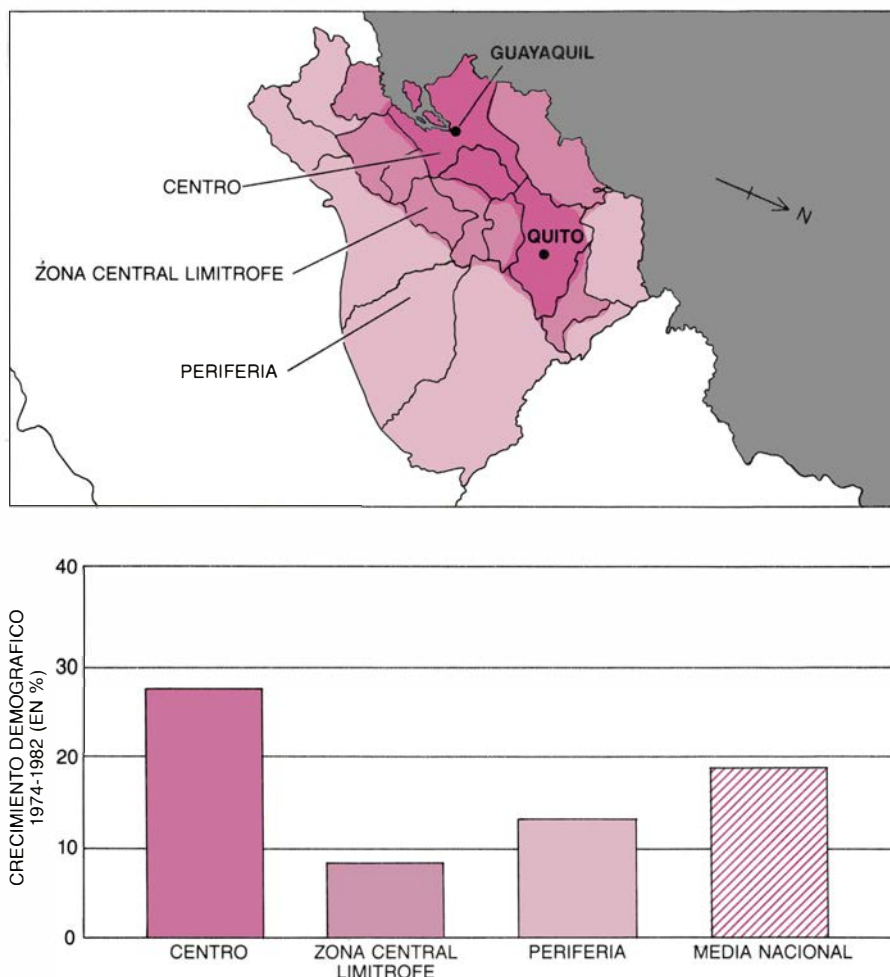 GUAYAQUIL
CENTRO
N
QUITO
ZONA CENTRAL LIMITROFE
PERIFERIA
CRECIMIENTO DEMOGRAFICO
1974-1982 (EN %)
40
30
20
10
0
CENTRO
ZONA CENTRAL
LIMITROFE
PERIFERIA
MEDIA NACIONAL